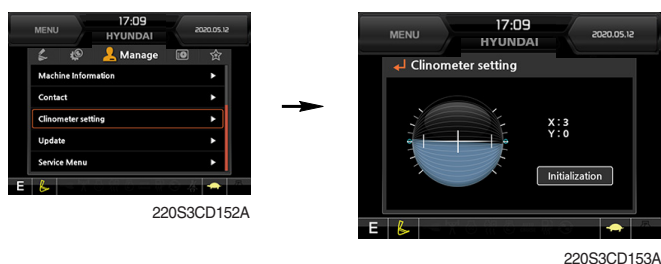 MENU
17:09
2020.05.12
HYUNDAI
Manage
Machine Information
Contact
Clinometer setting
Update
Service Menu
E
220S3CD152A
MENU
17:09
2020.05.12
HYUNDAI
Clinometer setting
X : 3
Y : 0
Initialization
E
220S3CD153A